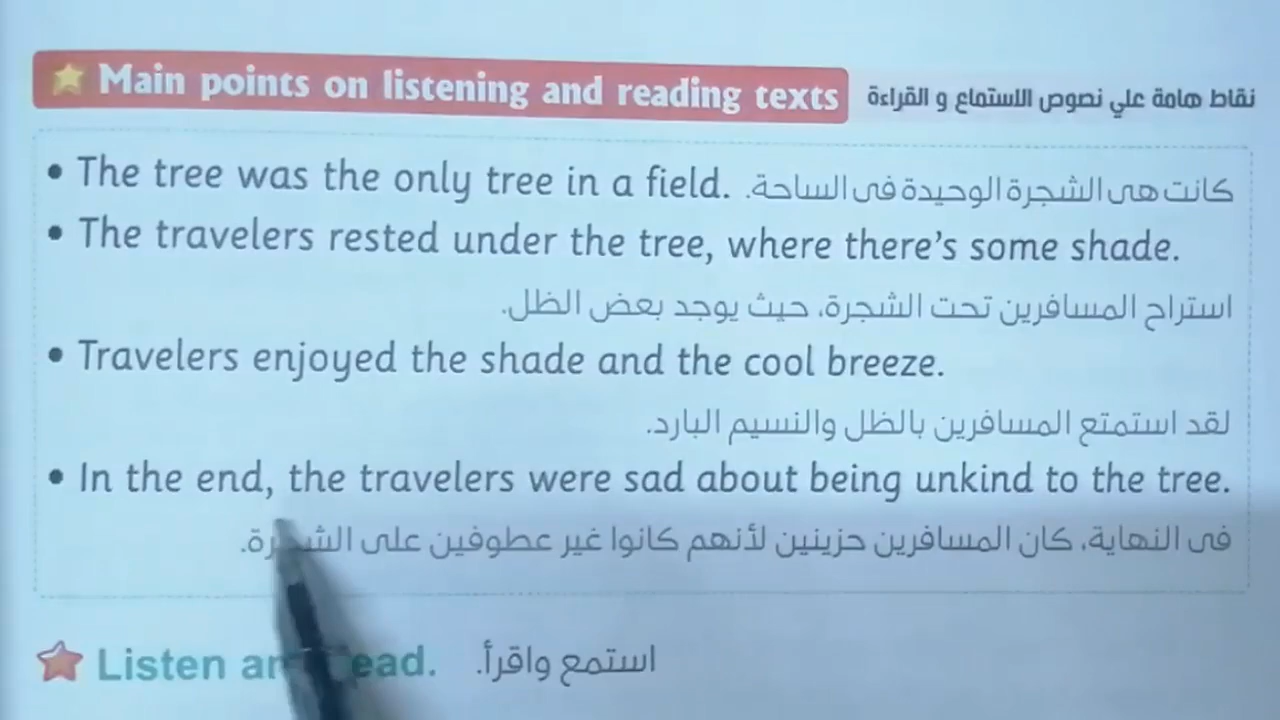 Main points on listening and reading texts نقاط هامة علي نصوص الاستماع و القراءة
• The tree was the only tree in a field. كانت هى الشجرة الوحيدة فى الساحة.
• The travelers rested under the tree, where there's some shade.
استراح المسافرين تحت الشجرة، حيث يوجد بعض الظل.
• Travelers enjoyed the shade and the cool breeze.
لقد استمتع المسافرين بالظل والنسيم البارد.
• In the end, the travelers were sad about being unkind to the tree.
فى النهاية، كان المسافرين حزينين لأنهم كانوا غير عطوفين على الشجرة.
Listen and read. استمع واقرأ.